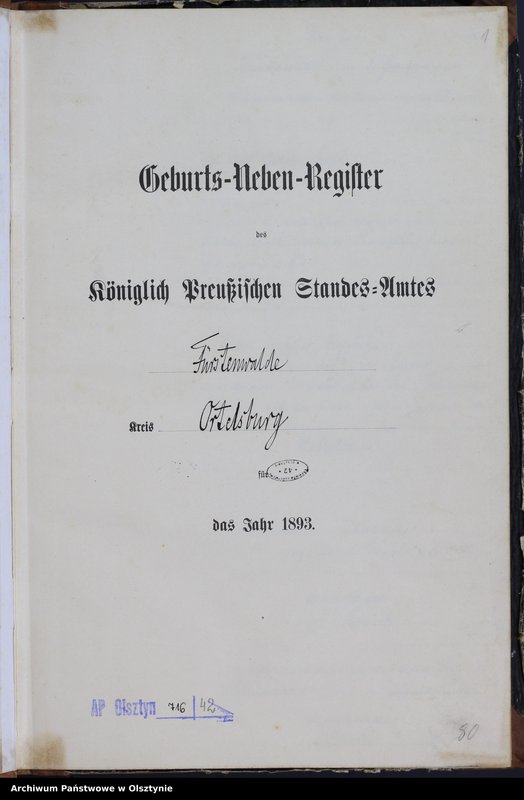 1
Geburts-Neben-Register
des
Königlich Preußischen Standes-Amtes
Fürstenwalde
Kreis Ortelsburg
für
das Jahr 1893.
AP Olsztyn 716 42
80
Archiwum Państwowe w Olsztynie